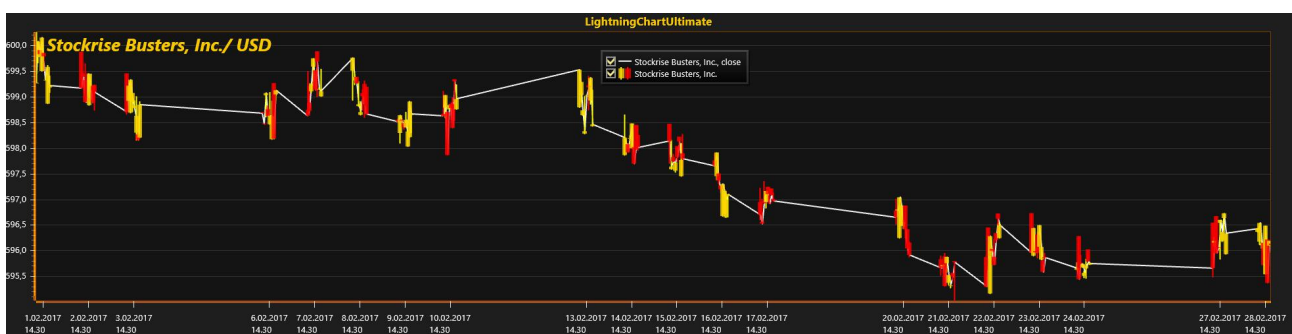 LightningChartUltimate
Stockrise Busters, Inc./ USD
Stockrise Busters, Inc., close
Stockrise Busters, Inc.
600,0
599,5
599,0
598,5
598,0
597,5
597,0
596,5
596,0
595,5
1.02.2017 2.02.2017 3.02.2017 6.02.2017 7.02.2017 8.02.2017 9.02.2017 10.02.2017 13.02.2017 14.02.2017 15.02.2017 16.02.2017 17.02.2017 20.02.2017 21.02.2017 22.02.2017 23.02.2017 24.02.2017 27.02.2017 28.02.2017
14.30 14.30 14.30 14.30 14.30 14.30 14.30 14.30 14.30 14.30 14.30 14.30 14.30 14.30 14.30 14.30 14.30 14.30 14.30 14.30